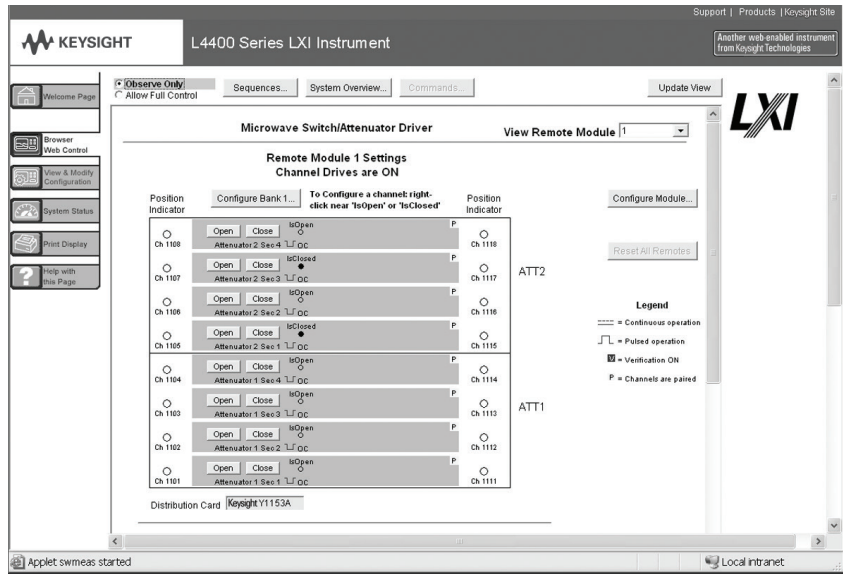 Support | Products | Keysight Site
KEYSIGHT
L4400 Series LXI Instrument
Another web-enabled instrument
from Keysight Technologies
Welcome Page
Browser
Web Control
View & Modify
Configuration
System Status
Print Display
Help with
this Page
Observe Only
Allow Full Control
Sequences...
System Overview...
Commands...
Update View
LXI
Microwave Switch/Attenuator Driver
View Remote Module 1
Remote Module 1 Settings
Channel Drives are ON
Position
Indicator
Configure Bank 1...
To Configure a channel: right-
click near 'IsOpen' or 'IsClosed'
Position
Indicator
Configure Module...
Reset All Remotes
Ch 1108 Open Close IsOpen P Ch 1118
Attenuator 2 Sec 4 OC
Ch 1107 Open Close IsClosed P Ch 1117
Attenuator 2 Sec 3 OC
ATT2
Ch 1106 Open Close IsOpen P Ch 1116
Attenuator 2 Sec 2 OC
Ch 1105 Open Close IsClosed P Ch 1115
Attenuator 2 Sec 1 OC
Ch 1104 Open Close IsOpen P Ch 1114
Attenuator 1 Sec 4 OC
Ch 1103 Open Close IsOpen P Ch 1113
Attenuator 1 Sec 3 OC
ATT1
Ch 1102 Open Close IsOpen P Ch 1112
Attenuator 1 Sec 2 OC
Ch 1101 Open Close IsOpen P Ch 1111
Attenuator 1 Sec 1 OC
Legend
= Continuous operation
= Pulsed operation
V = Verification ON
P = Channels are paired
Distribution Card Keysight Y1153A
Applet swmeas started
Local intranet